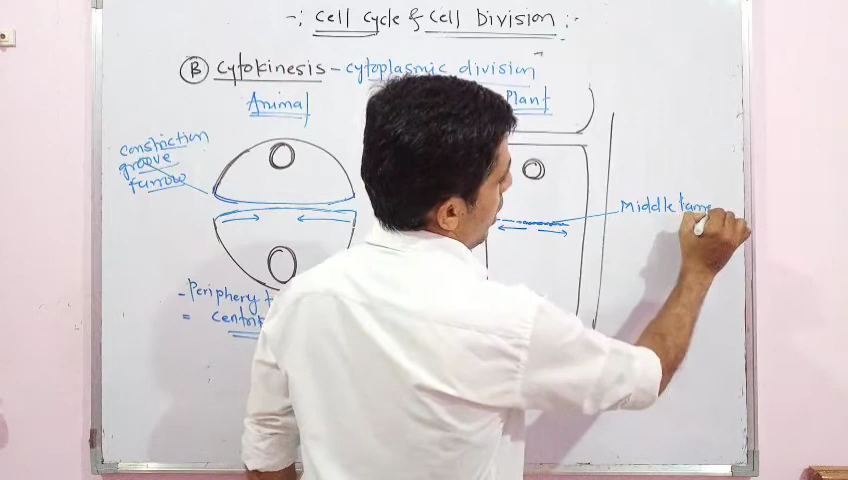 -: Cell Cycle & Cell Division :-
(B) Cytokinesis - cytoplasmic division
Animal
Plant
constriction
groove
furrow
Middle lame
- Periphery t
= Centri